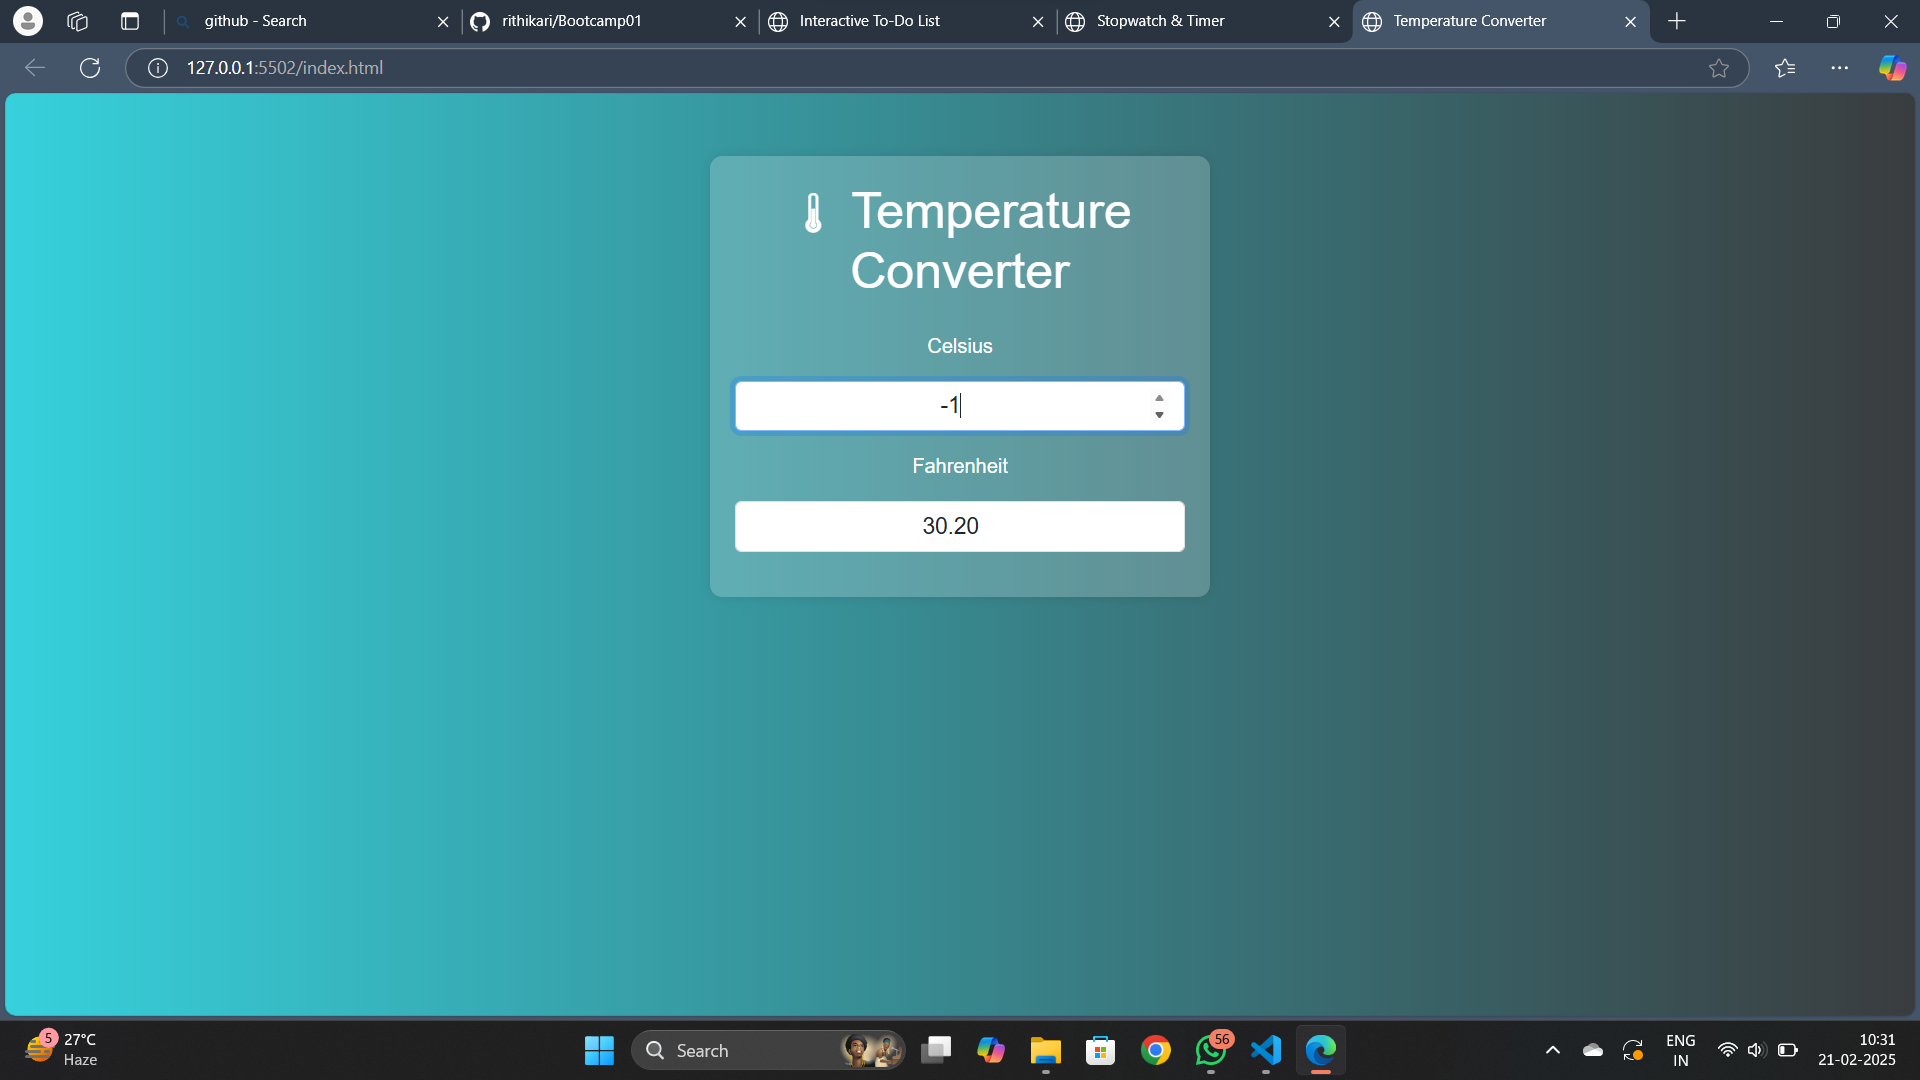 github - Search
rithikari/Bootcamp01
Interactive To-Do List
Stopwatch & Timer
Temperature Converter
127.0.0.1:5502/index.html
Temperature
Converter
Celsius
-1
Fahrenheit
30.20
5
27°C
Haze
Search
56
ENG
IN
10:31
21-02-2025